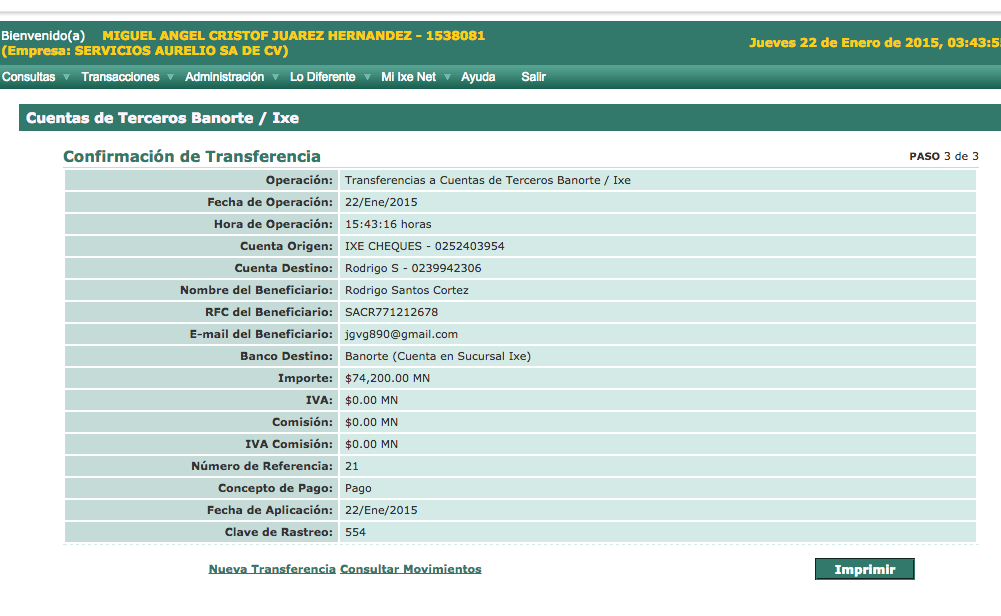 Bienvenido(a) MIGUEL ANGEL CRISTOF JUAREZ HERNANDEZ - 1538081
(Empresa: SERVICIOS AURELIO SA DE CV)
Jueves 22 de Enero de 2015, 03:43:5
Consultas Transacciones Administración Lo Diferente Mi Ixe Net Ayuda Salir
Cuentas de Terceros Banorte / Ixe
Confirmación de Transferencia PASO 3 de 3
Operación: Transferencias a Cuentas de Terceros Banorte / Ixe
Fecha de Operación: 22/Ene/2015
Hora de Operación: 15:43:16 horas
Cuenta Origen: IXE CHEQUES - 0252403954
Cuenta Destino: Rodrigo S - 0239942306
Nombre del Beneficiario: Rodrigo Santos Cortez
RFC del Beneficiario: SACR771212678
E-mail del Beneficiario: jgvg890@gmail.com
Banco Destino: Banorte (Cuenta en Sucursal Ixe)
Importe: $74,200.00 MN
IVA: $0.00 MN
Comisión: $0.00 MN
IVA Comisión: $0.00 MN
Número de Referencia: 21
Concepto de Pago: Pago
Fecha de Aplicación: 22/Ene/2015
Clave de Rastreo: 554
Nueva Transferencia Consultar Movimientos Imprimir